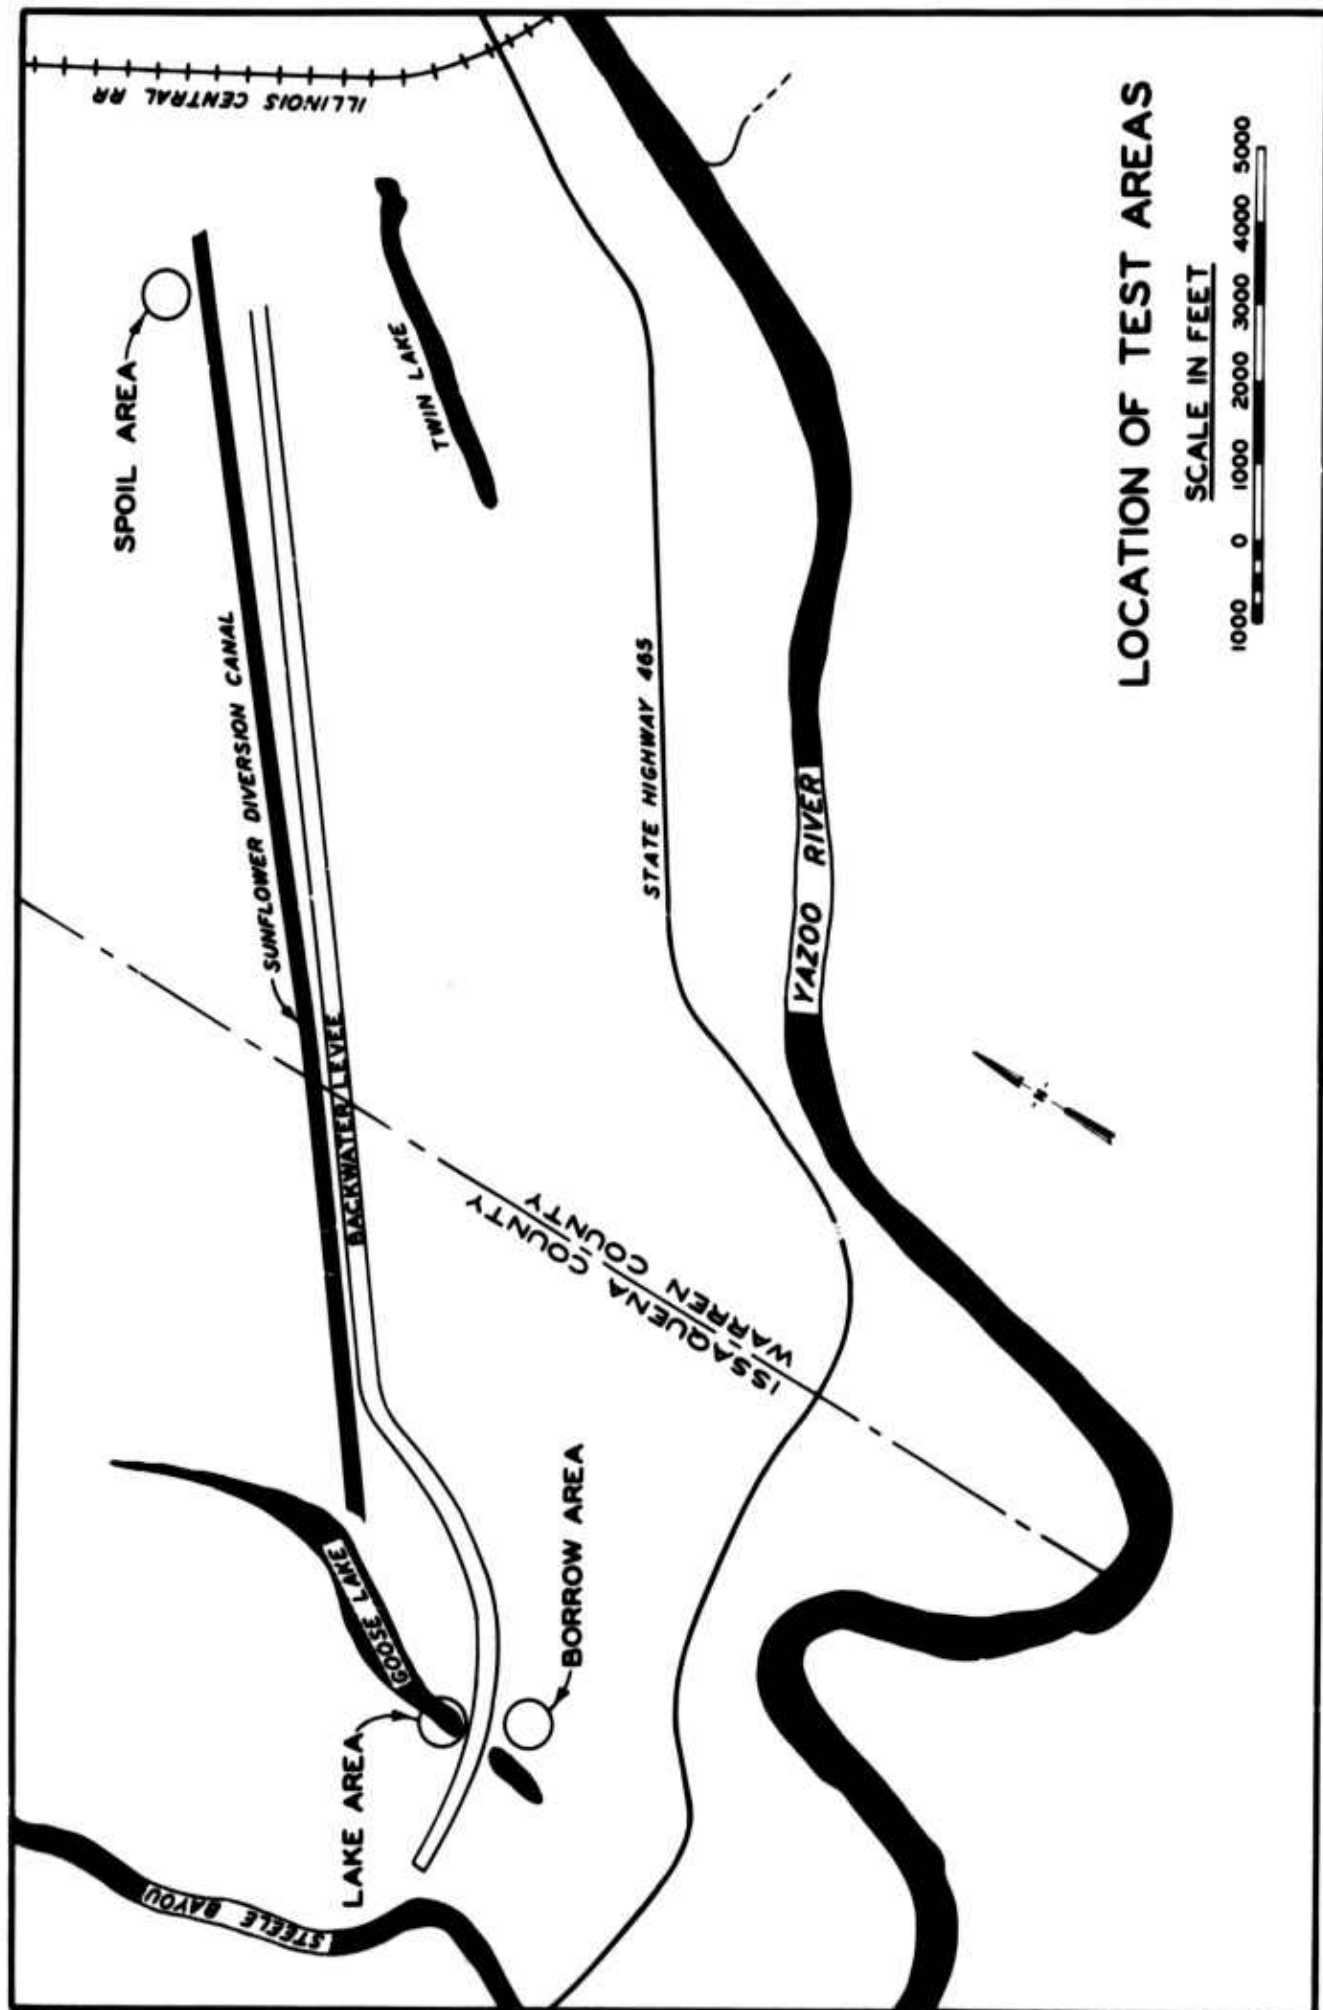 ILLINOIS CENTRAL RR
SPOIL AREA
TWIN LAKE
SUNFLOWER DIVERSION CANAL
BACKWATER LEVEE
STATE HIGHWAY 465
YAZOO RIVER
ISSAQUENA COUNTY
WARREN COUNTY
GOOSE LAKE
LAKE AREA
BORROW AREA
STEELE BAYOU
N
LOCATION OF TEST AREAS
SCALE IN FEET
1000 0 1000 2000 3000 4000 5000